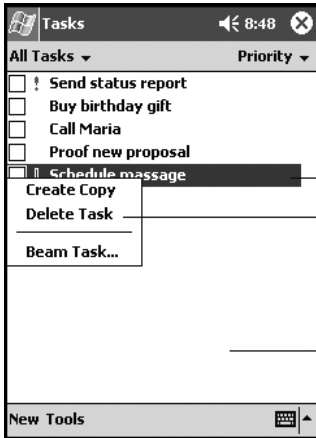 Tasks 8:48
All Tasks Priority
! Send status report
Buy birthday gift
Call Maria
Proof new proposal
Schedule massage
Create Copy
Delete Task
Beam Task...
New Tools